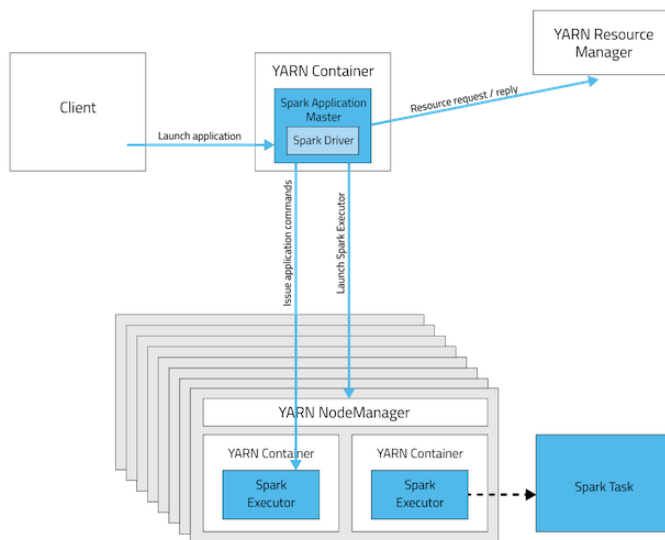 YARN Resource
Manager
YARN Container
Client
Spark Application
Master
Resource request / reply
Launch application
Spark Driver
Issue application commands
Launch Spark Executor
YARN NodeManager
YARN Container
YARN Container
Spark
Executor
Spark
Executor
Spark Task